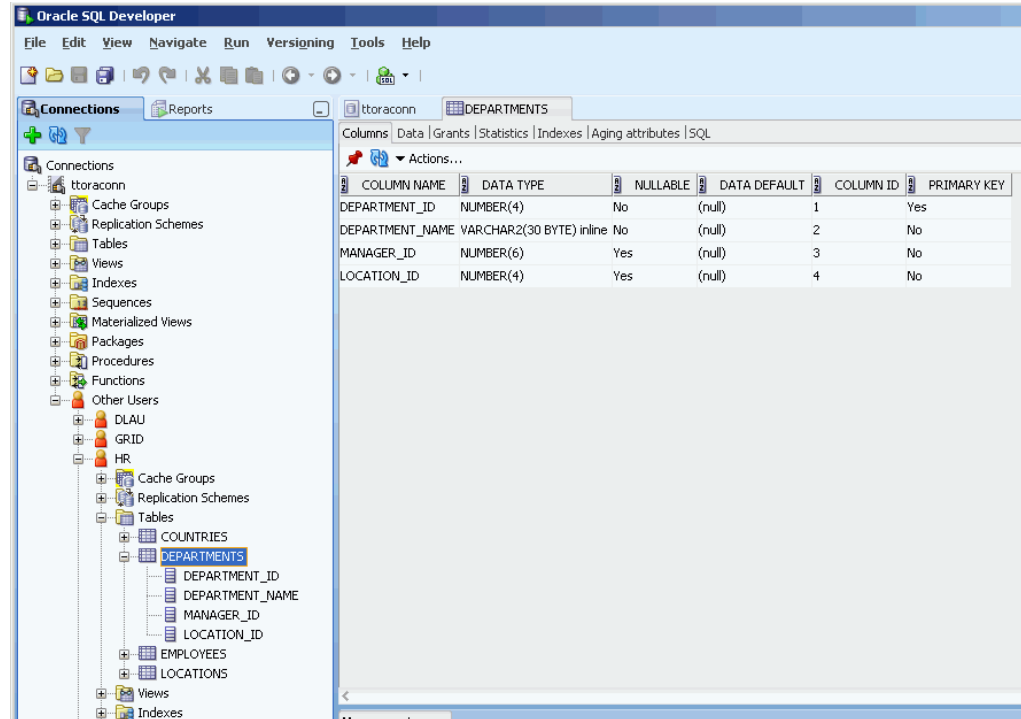 Oracle SQL Developer
File Edit View Navigate Run Versioning Tools Help
SQL
Connections Reports
ttoraconn DEPARTMENTS
Columns Data |Grants |Statistics |Indexes |Aging attributes |SQL
Actions...
COLUMN NAME DATA TYPE NULLABLE DATA DEFAULT COLUMN ID PRIMARY KEY
DEPARTMENT_ID NUMBER(4) No (null) 1 Yes
DEPARTMENT_NAME VARCHAR2(30 BYTE) inline No (null) 2 No
MANAGER_ID NUMBER(6) Yes (null) 3 No
LOCATION_ID NUMBER(4) Yes (null) 4 No
Connections
ttoraconn
Cache Groups
Replication Schemes
Tables
Views
Indexes
Sequences
Materialized Views
Packages
Procedures
Functions
Other Users
DLAU
GRID
HR
Cache Groups
Replication Schemes
Tables
COUNTRIES
DEPARTMENTS
DEPARTMENT_ID
DEPARTMENT_NAME
MANAGER_ID
LOCATION_ID
EMPLOYEES
LOCATIONS
Views
Indexes